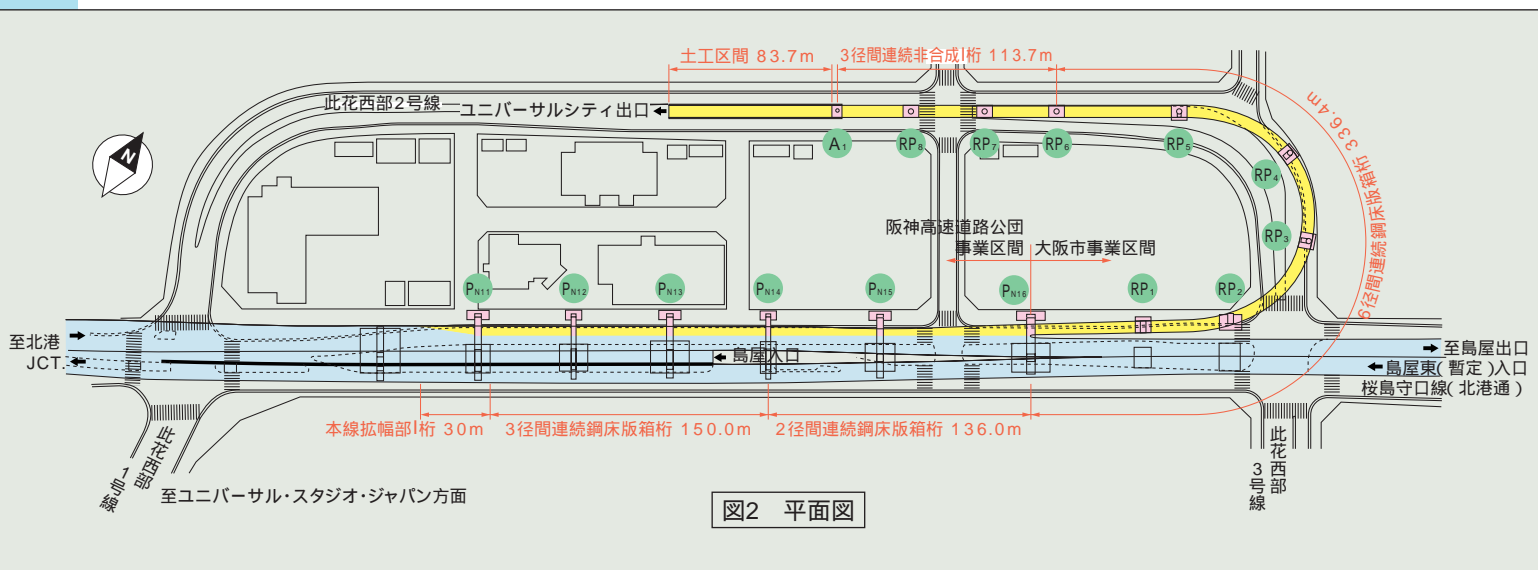 土工区間 83.7m
3径間連続非合成I桁 113.7m
此花西部2号線
ユニバーサルシティ出口
6径間連続鋼床版箱桁 336.4m
N
A1
RP8
RP7
RP6
RP5
RP4
RP3
阪神高速道路公団
事業区間
大阪市事業区間
PN11
PN12
PN13
PN14
PN15
PN16
RP1
RP2
至北港
JCT.
島屋入口
至島屋出口
島屋東(暫定)入口
桜島守口線(北港通)
本線拡幅部I桁 30m
3径間連続鋼床版箱桁 150.0m
2径間連続鋼床版箱桁 136.0m
此花西部
1号線
至ユニバーサル・スタジオ・ジャパン方面
此花西部
3号線
図2 平面図